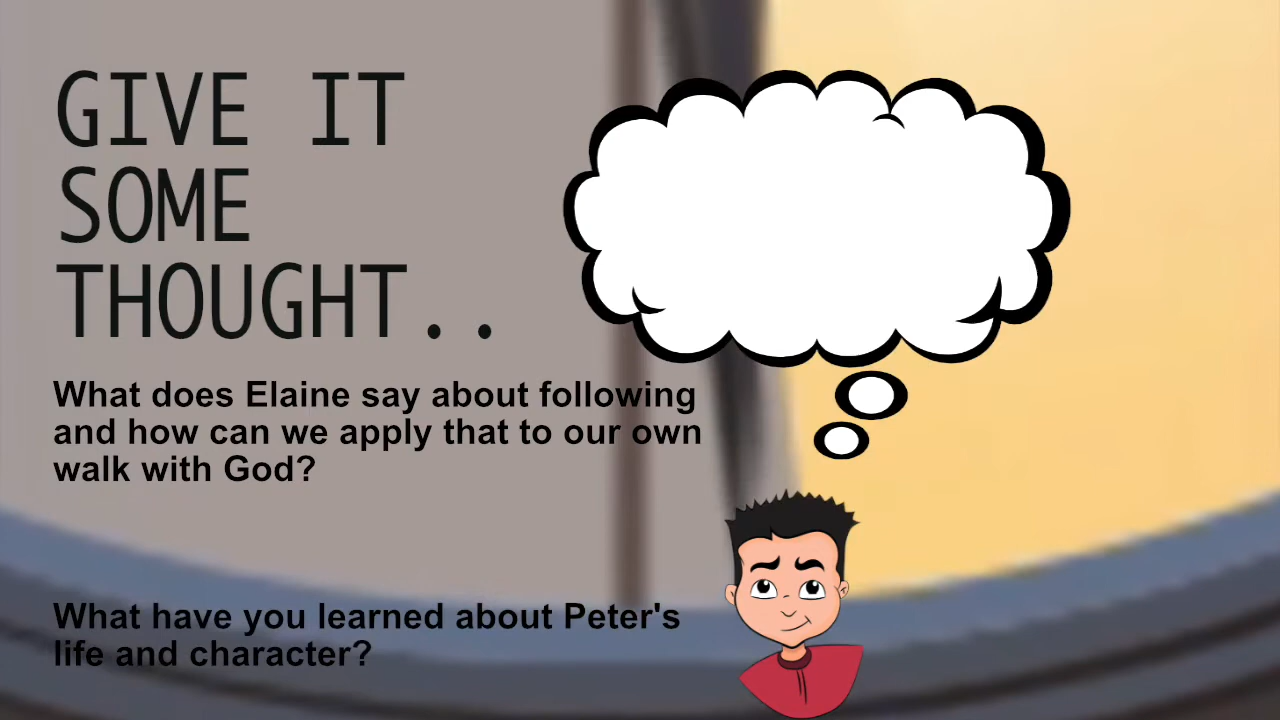 GIVE IT
SOME
THOUGHT..
What does Elaine say about following
and how can we apply that to our own
walk with God?
What have you learned about Peter's
life and character?